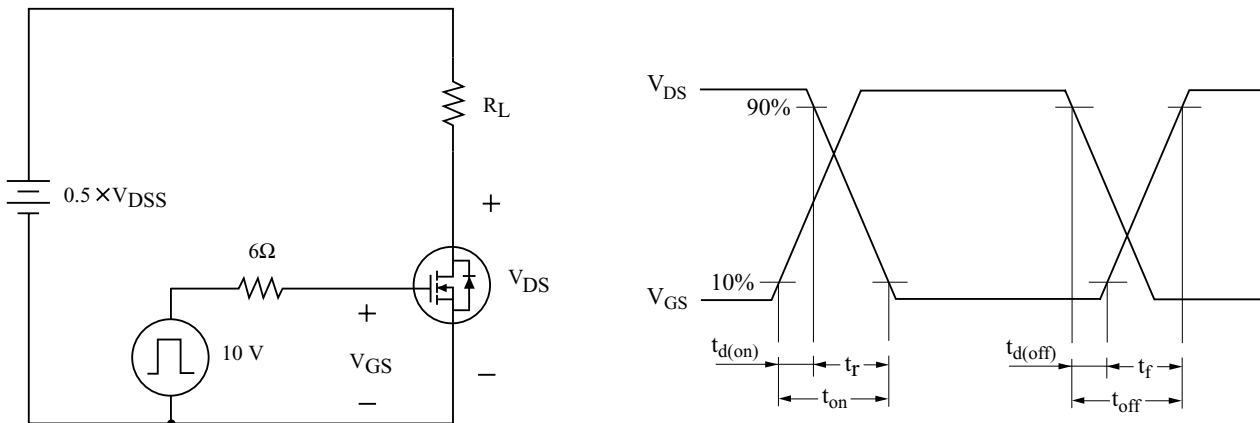 R_L
0.5 ×V_DSS
+
6Ω
V_DS
+
10 V
V_GS
−
−
V_DS
90%
10%
V_GS
t_d(on)
t_r
t_on
t_d(off)
t_f
t_off